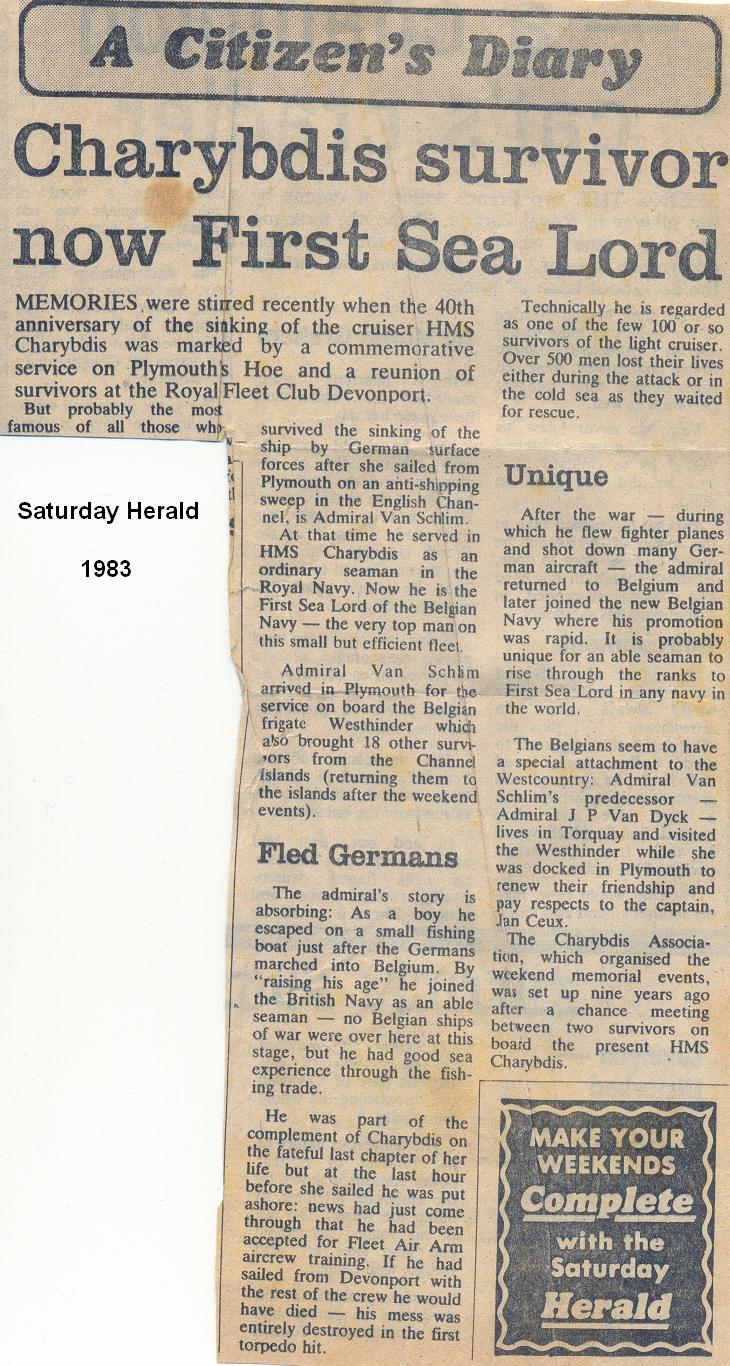 A Citizen's Diary
Charybdis survivor
now First Sea Lord
MEMORIES were stirred recently when the 40th
anniversary of the sinking of the cruiser HMS
Charybdis was marked by a commemorative
service on Plymouth's Hoe and a reunion of
survivors at the Royal Fleet Club Devonport.
But probably the most
famous of all those who
survived the sinking of the
ship by German surface
forces after she sailed from
Plymouth on an anti-shipping
sweep in the English Chan-
nel, is Admiral Van Schlim.
At that time he served in
HMS Charybdis as an
ordinary seaman in the
Royal Navy. Now he is the
First Sea Lord of the Belgian
Navy — the very top man on
this small but efficient fleet.
Admiral Van Schlim
arrived in Plymouth for the
service on board the Belgian
frigate Westhinder which
also brought 18 other survi-
vors from the Channel
Islands (returning them to
the islands after the weekend
events).
Fled Germans
The admiral's story is
absorbing: As a boy he
escaped on a small fishing
boat just after the Germans
marched into Belgium. By
"raising his age" he joined
the British Navy as an able
seaman — no Belgian ships
of war were over here at this
stage, but he had good sea
experience through the fish-
ing trade.
He was part of the
complement of Charybdis on
the fateful last chapter of her
life but at the last hour
before she sailed he was put
ashore: news had just come
through that he had been
accepted for Fleet Air Arm
aircrew training. If he had
sailed from Devonport with
the rest of the crew he would
have died — his mess was
entirely destroyed in the first
torpedo hit.
Technically he is regarded
as one of the few 100 or so
survivors of the light cruiser.
Over 500 men lost their lives
either during the attack or in
the cold sea as they waited
for rescue.
Unique
After the war — during
which he flew fighter planes
and shot down many Ger-
man aircraft — the admiral
returned to Belgium and
later joined the new Belgian
Navy where his promotion
was rapid. It is probably
unique for an able seaman to
rise through the ranks to
First Sea Lord in any navy in
the world.
The Belgians seem to have
a special attachment to the
Westcountry: Admiral Van
Schlim's predecessor —
Admiral J P Van Dyck —
lives in Torquay and visited
the Westhinder while she
was docked in Plymouth to
renew their friendship and
pay respects to the captain,
Jan Ceux.
The Charybdis Associa-
tion, which organised the
weekend memorial events,
was set up nine years ago
after a chance meeting
between two survivors on
board the present HMS
Charybdis.
MAKE YOUR
WEEKENDS
Complete
with the
Saturday
Herald
Saturday Herald
1983